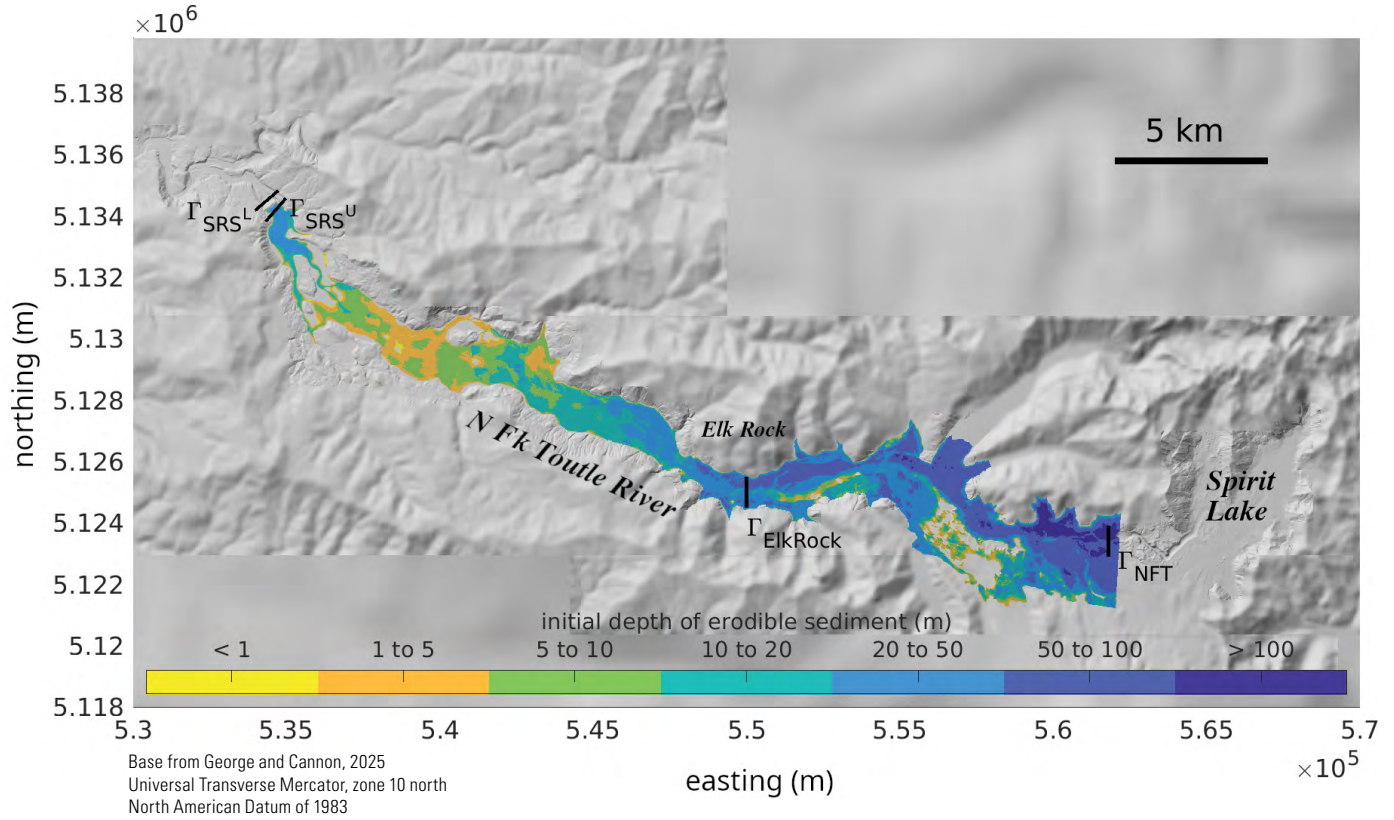 ×10⁶
5.138
5.136
5.134
5.132
5.13
5.128
5.126
5.124
5.122
5.12
5.118
northing (m)
5 km
Γ_SRS^L
Γ_SRS^U
N Fk Toutle River
Elk Rock
Γ_ElkRock
Spirit
Lake
Γ_NFT
initial depth of erodible sediment (m)
< 1 1 to 5 5 to 10 10 to 20 20 to 50 50 to 100 > 100
5.3 5.35 5.4 5.45 5.5 5.55 5.6 5.65 5.7
×10⁵
easting (m)
Base from George and Cannon, 2025
Universal Transverse Mercator, zone 10 north
North American Datum of 1983